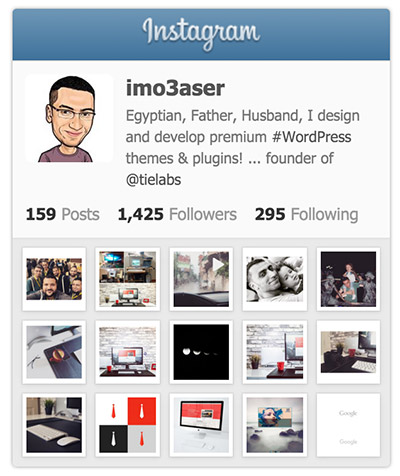 Instagram
imo3aser
Egyptian, Father, Husband, I design
and develop premium #WordPress
themes & plugins! ... founder of
@tielabs
159 Posts 1,425 Followers 295 Following
Google
Google